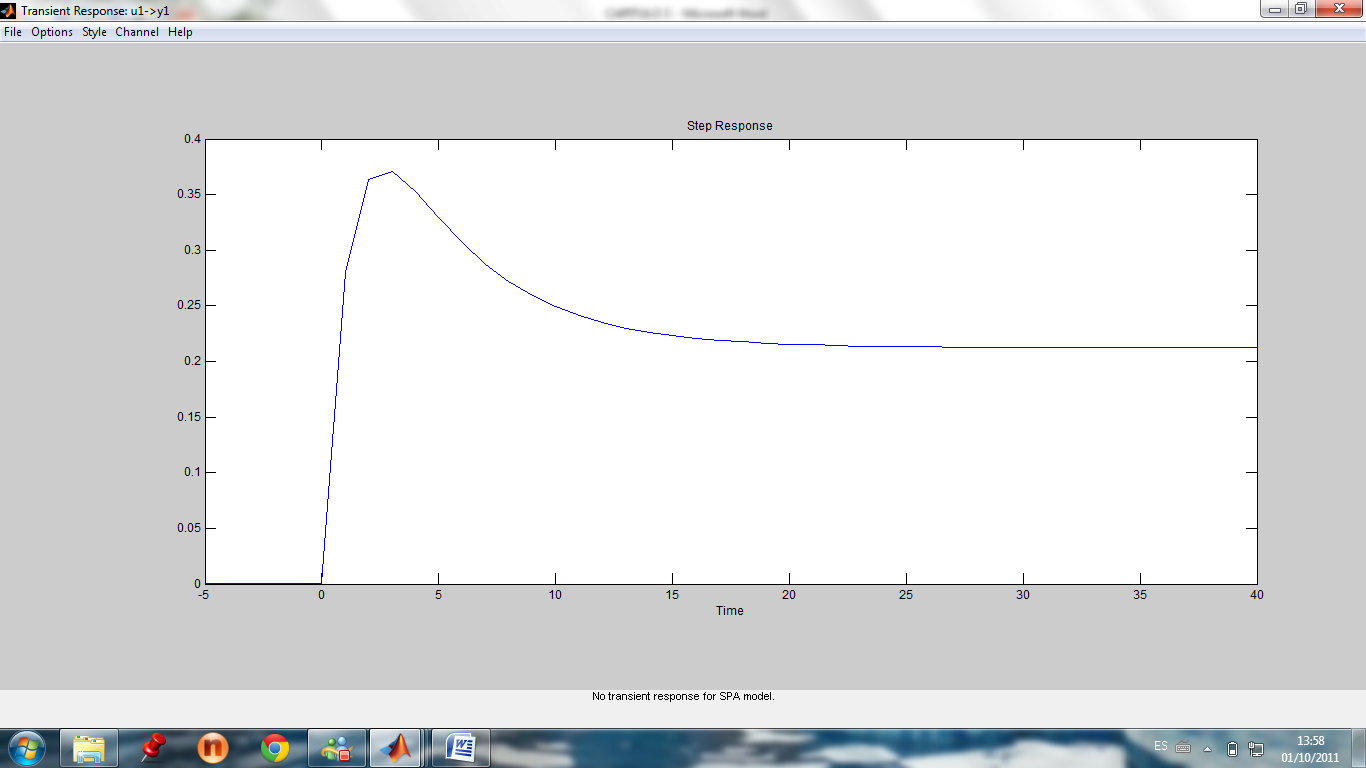 Transient Response: u1->y1
File Options Style Channel Help
Step Response
0.4
0.35
0.3
0.25
0.2
0.15
0.1
0.05
0
-5 0 5 10 15 20 25 30 35 40
Time
No transient response for SPA model.
ES 13:58
01/10/2011